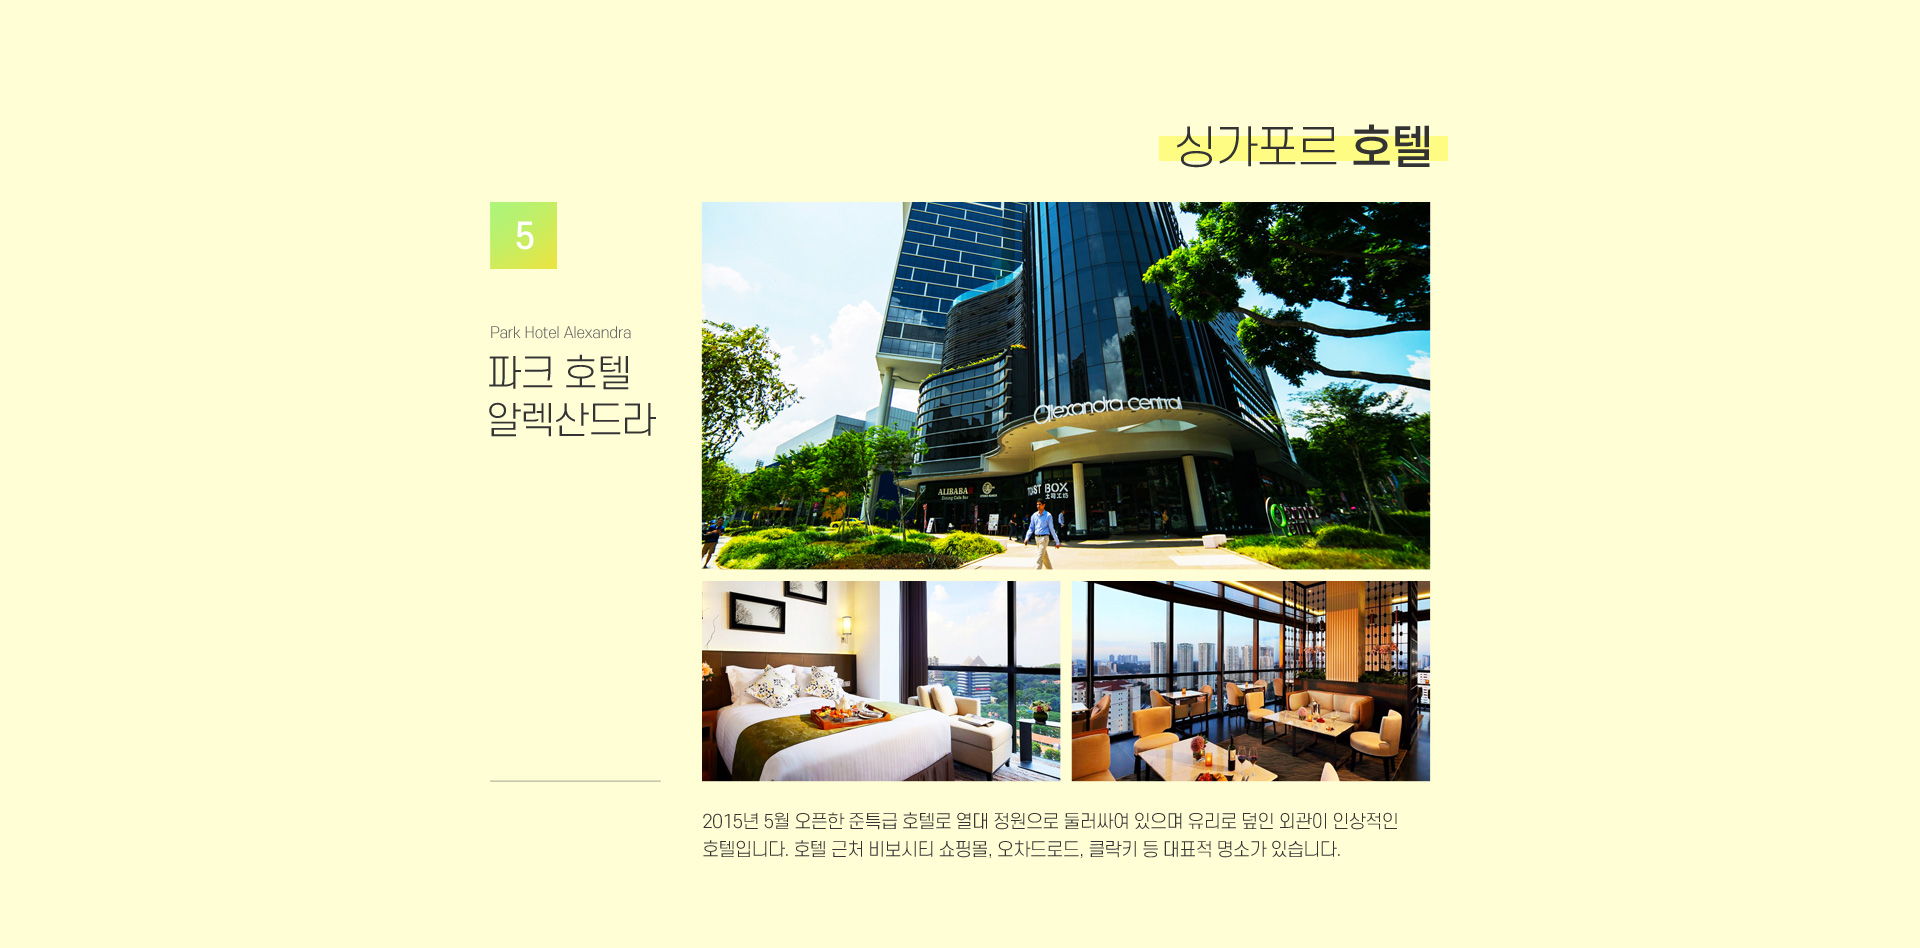 싱가포르 호텔
5
Park Hotel Alexandra
파크 호텔
알렉산드라
alexandra central
ALIBABAR
TOAST BOX
2015년 5월 오픈한 준특급 호텔로 열대 정원으로 둘러싸여 있으며 유리로 덮인 외관이 인상적인
호텔입니다. 호텔 근처 비보시티 쇼핑몰, 오차드로드, 클락키 등 대표적 명소가 있습니다.